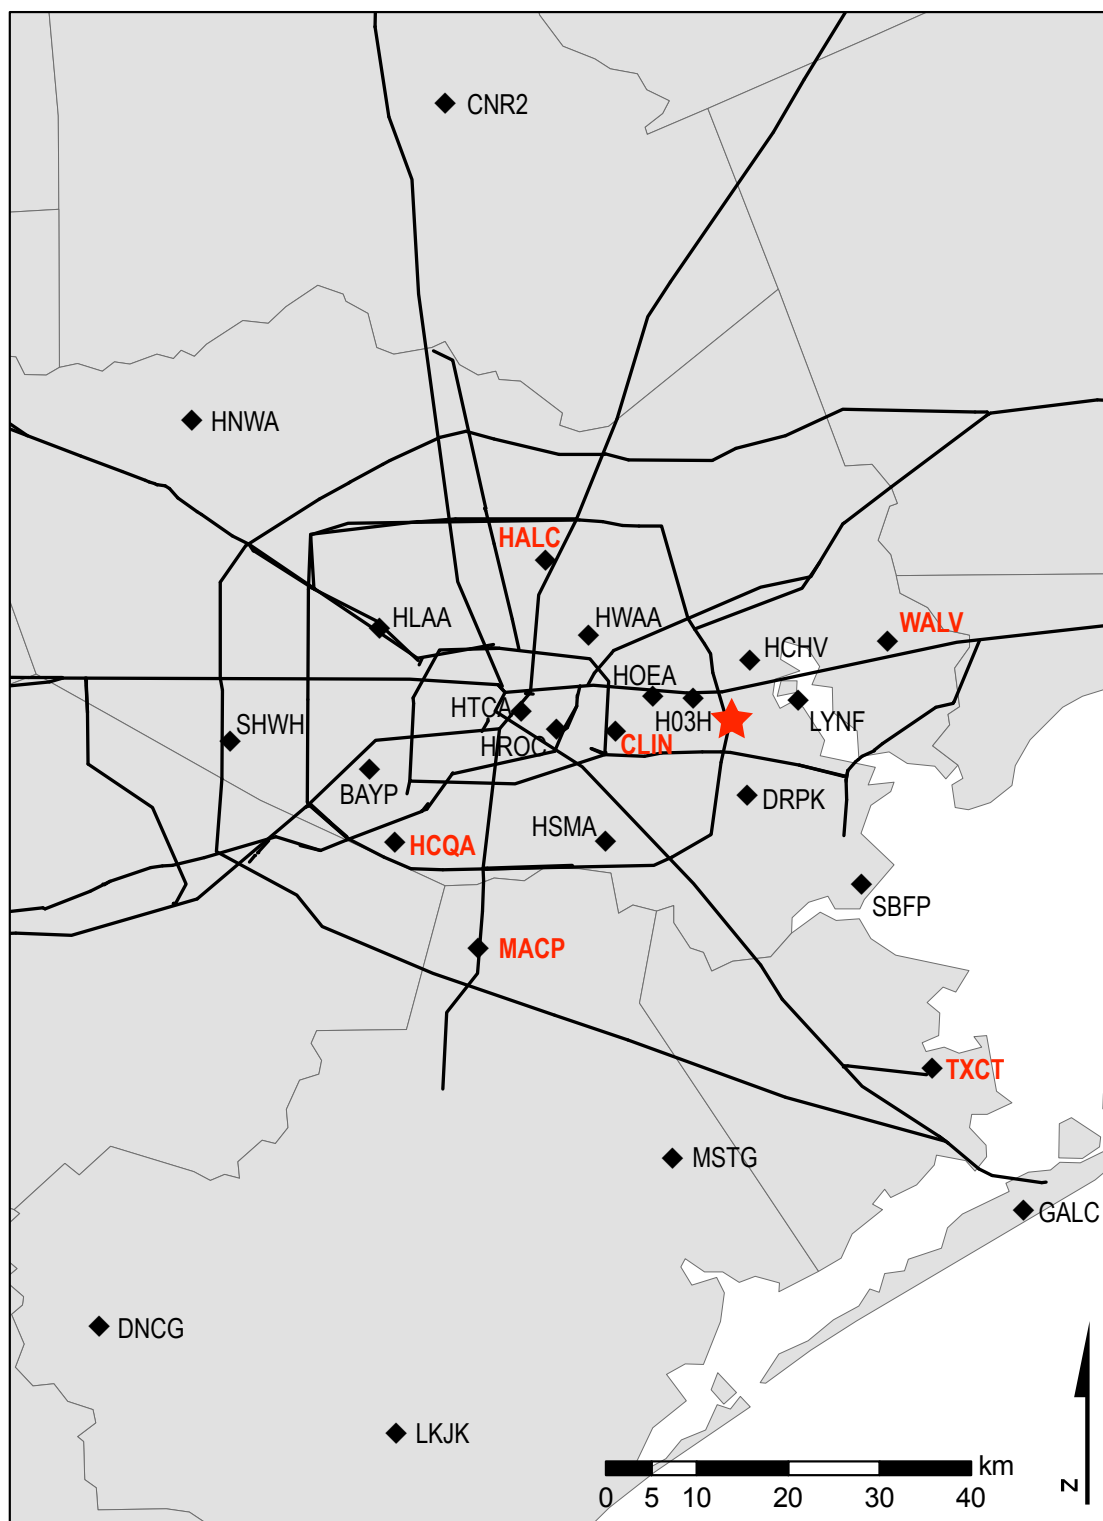 CNR2
HNWA
HALC
HLAA
HWAA
WALV
HCHV
HOEA
HTCA
H03H
LYNF
SHWH
HROC
CLIN
BAYP
DRPK
HSMA
HCQA
SBFP
MACP
TXCT
MSTG
GALC
DNCG
LKJK
km
0 5 10 20 30 40
N